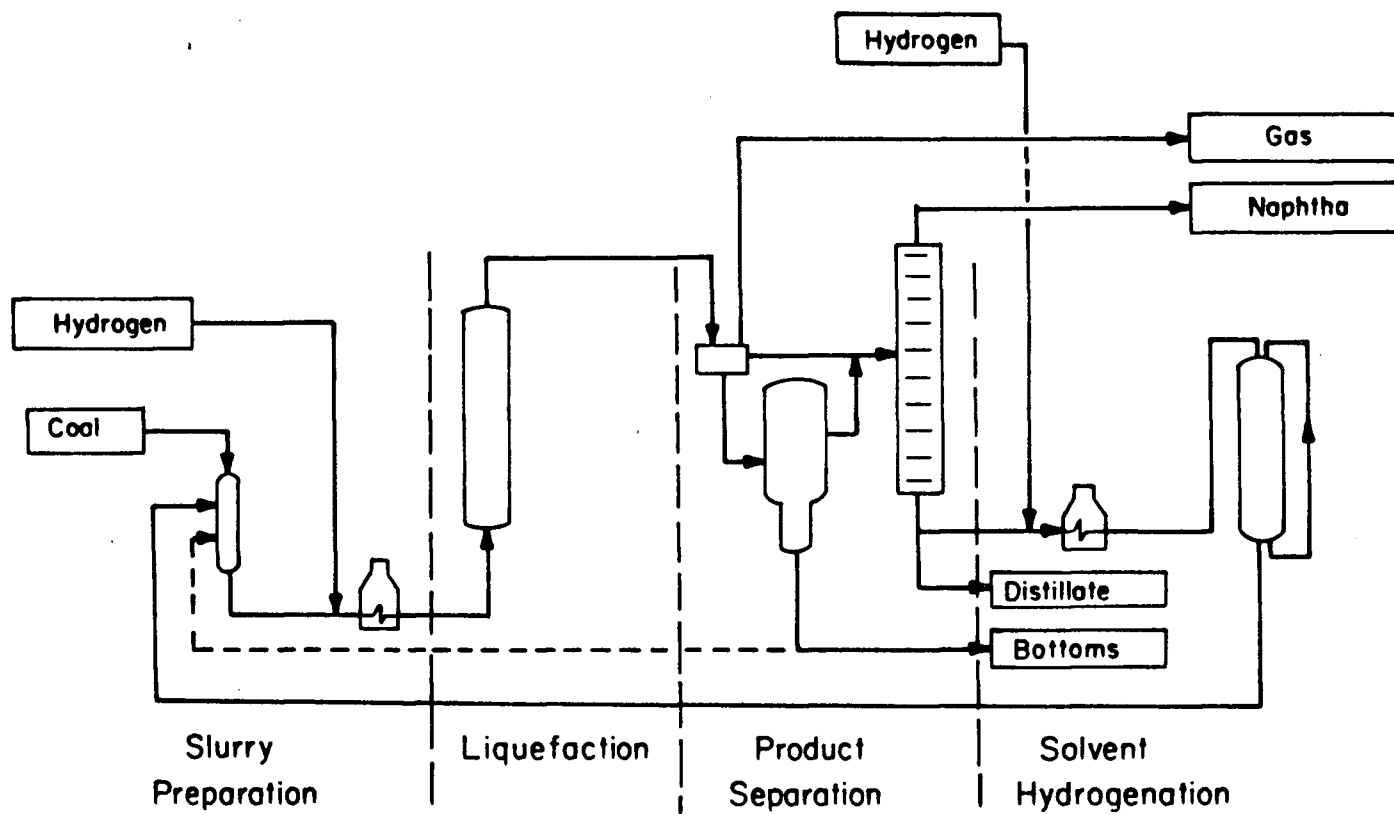 Hydrogen
Gas
Naphtha
Hydrogen
Coal
Distillate
Bottoms
Slurry
Preparation
Liquefaction
Product
Separation
Solvent
Hydrogenation